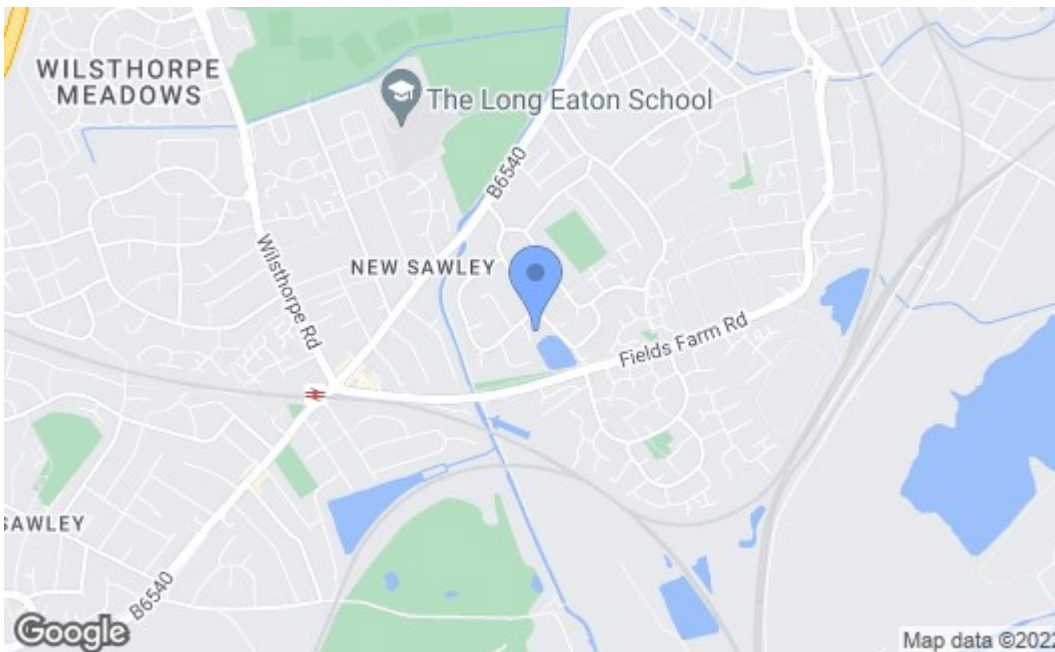 WILSTHORPE
MEADOWS
The Long Eaton School
B6540
Wilsthorpe Rd
NEW SAWLEY
Fields Farm Rd
SAWLEY
B6540
Google
Map data ©2022